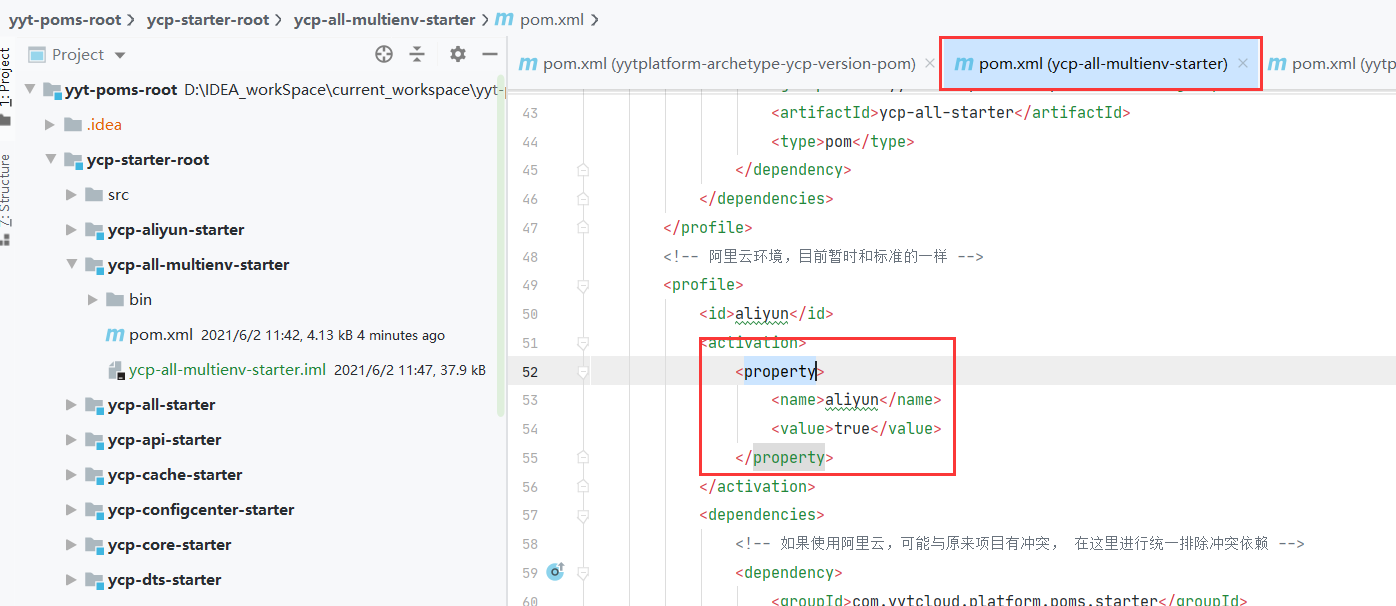 yyt-poms-root ycp-starter-root ycp-all-multienv-starter m pom.xml
1: Project
7: Structure
Project
yyt-poms-root D:\IDEA_workSpace\current_workspace\yyt-
.idea
ycp-starter-root
src
ycp-aliyun-starter
ycp-all-multienv-starter
bin
m pom.xml 2021/6/2 11:42, 4.13 kB 4 minutes ago
ycp-all-multienv-starter.iml 2021/6/2 11:47, 37.9 kB
ycp-all-starter
ycp-api-starter
ycp-cache-starter
ycp-configcenter-starter
ycp-core-starter
ycp-dts-starter
m pom.xml (yytplatform-archetype-ycp-version-pom)
m pom.xml (ycp-all-multienv-starter)
m pom.xml (yytp
43 <artifactId>ycp-all-starter</artifactId>
44 <type>pom</type>
45 </dependency>
46 </dependencies>
47 </profile>
48 <!-- 阿里云环境，目前暂时和标准的一样 -->
49 <profile>
50 <id>aliyun</id>
51 <activation>
52 <property>
53 <name>aliyun</name>
54 <value>true</value>
55 </property>
56 </activation>
57 <dependencies>
58 <!-- 如果使用阿里云，可能与原来项目有冲突， 在这里进行统一排除冲突依赖 -->
59 <dependency>
60 <groupId>com.yytcloud.platform.poms.starter</groupId>